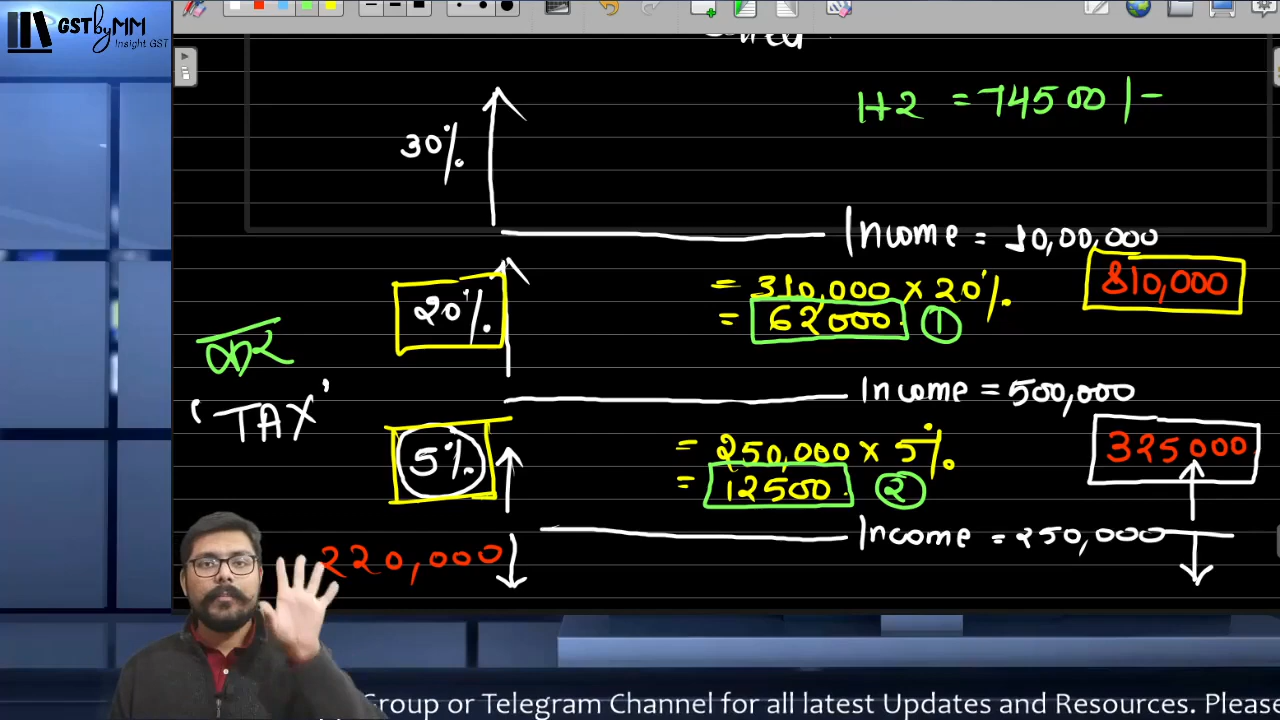 GSTbyMM
Insight GST
1+2 = 74500/-
30%
Income = 10,00,000
810,000
20%
= 310,000 x 20%
= 62000. 1
"TAX"
Income = 500,000
5%
= 250,000 x 5%
= 12500. 2
325000
Income = 250,000
220,000
Group or Telegram Channel for all latest Updates and Resources. Please